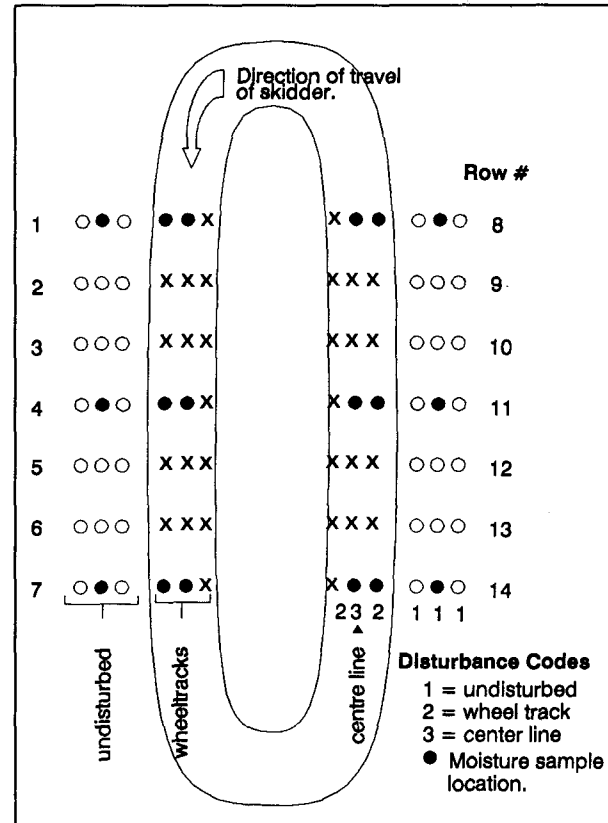 Direction of travel
of skidder.
Row #
1 ○ ● ○ ● ● X X ● ● ○ ● ○ 8
2 ○ ○ ○ X X X X X X ○ ○ ○ 9
3 ○ ○ ○ X X X X X X ○ ○ ○ 10
4 ○ ● ○ ● ● X X ● ● ○ ● ○ 11
5 ○ ○ ○ X X X X X X ○ ○ ○ 12
6 ○ ○ ○ X X X X X X ○ ○ ○ 13
7 ○ ● ○ ● ● X X ● ● ○ ● ○ 14
2 3 2 1 1 1
undisturbed
wheeltracks
centre line
Disturbance Codes
1 = undisturbed
2 = wheel track
3 = center line
● Moisture sample
location.